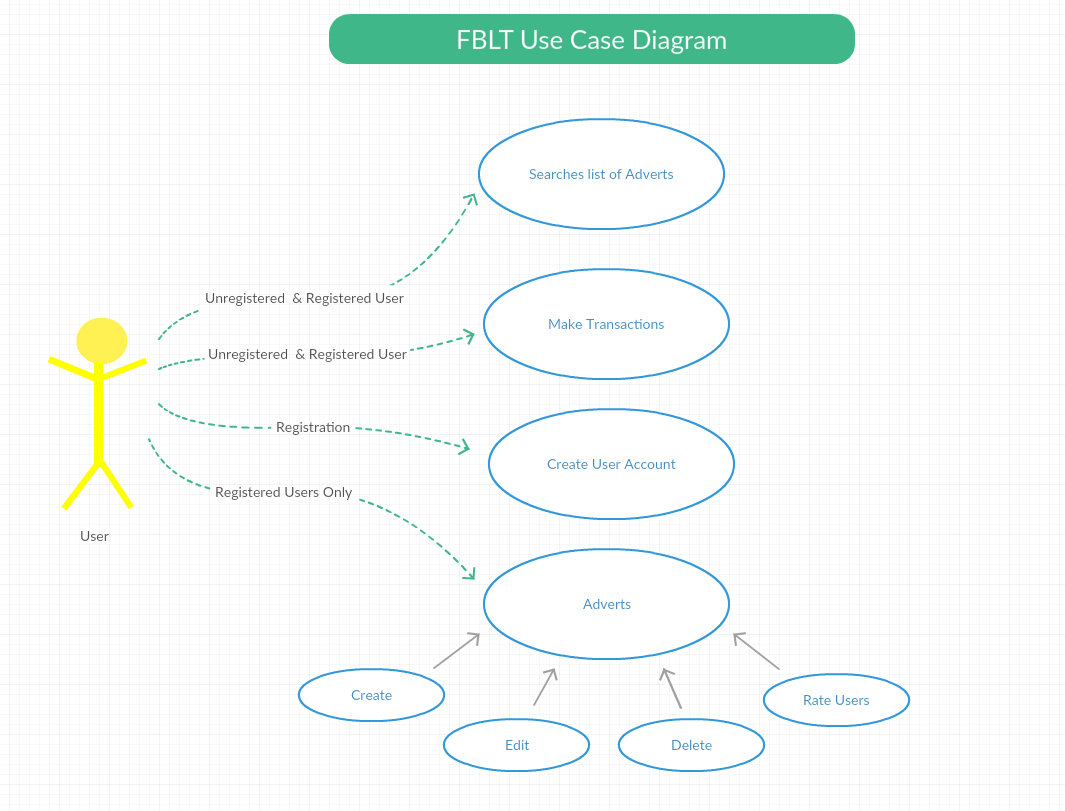 FBLT Use Case Diagram
Searches list of Adverts
Unregistered  & Registered User
Make Transactions
Unregistered  & Registered User
Registration
Create User Account
Registered Users Only
User
Adverts
Create
Rate Users
Edit
Delete